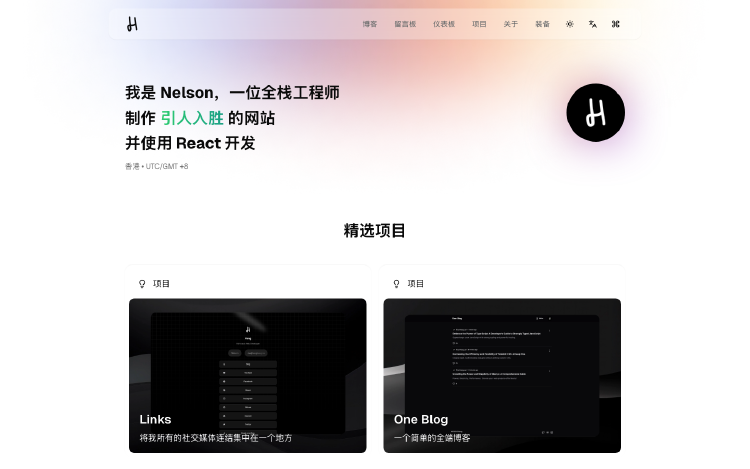 博客 留言板 仪表板 项目 关于 装备
我是 Nelson，一位全栈工程师
制作 引人入胜 的网站
并使用 React 开发
香港 • UTC/GMT +8
精选项目
项目
Links
将我所有的社交媒体连结集中在一个地方
项目
One Blog
一个简单的全端博客